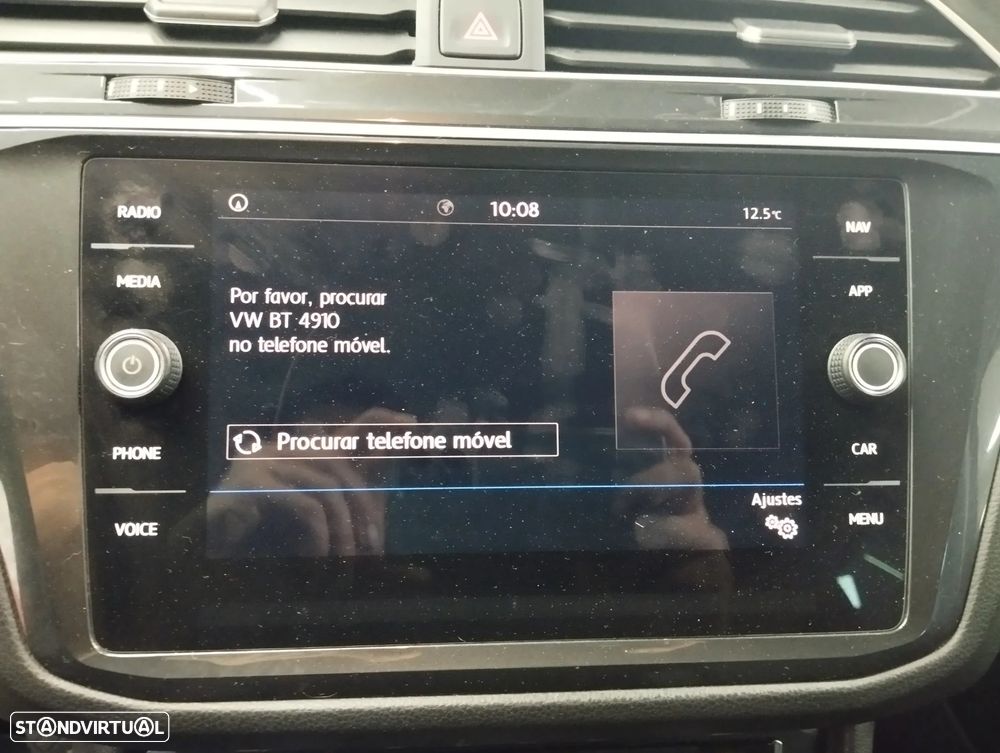 RADIO
MEDIA
PHONE
VOICE
10:08
12.5°C
Por favor, procurar
VW BT 4910
no telefone móvel.
Procurar telefone móvel
Ajustes
NAV
APP
CAR
MENU
STANDVIRTUAL